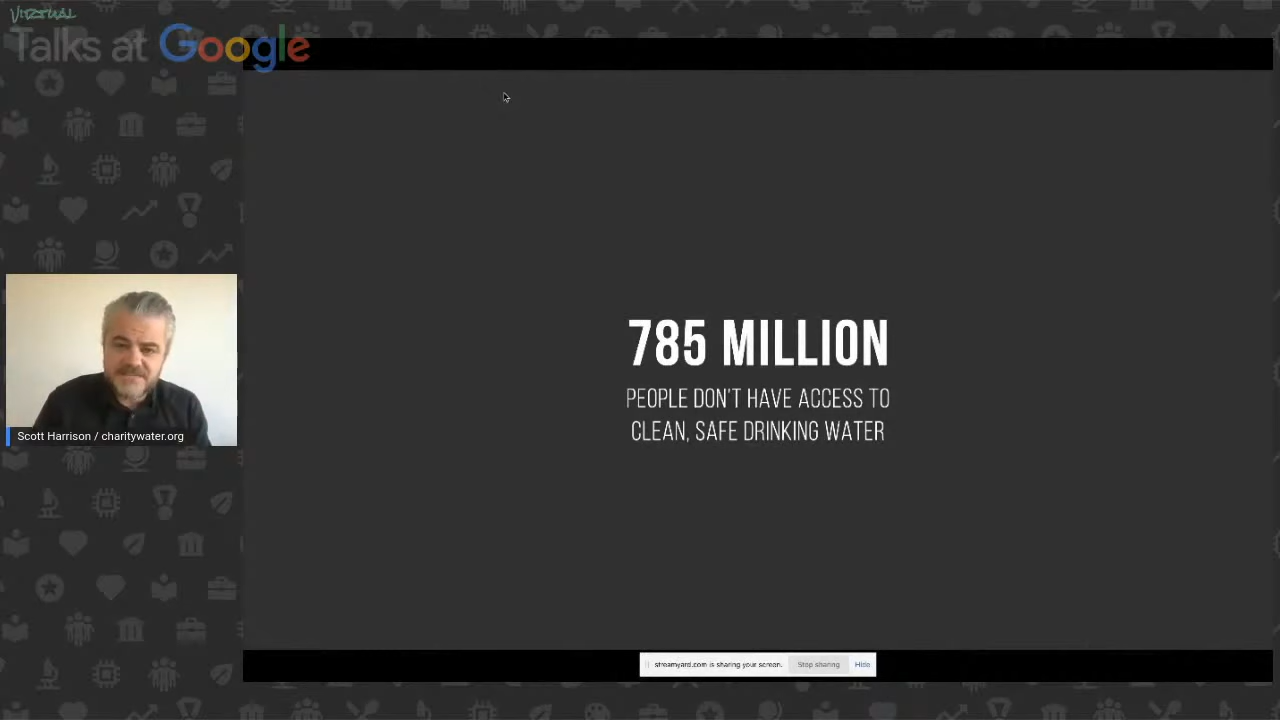 VIRTUAL
Talks at Google
785 MILLION
PEOPLE DON'T HAVE ACCESS TO
CLEAN, SAFE DRINKING WATER
Scott Harrison / charitywater.org
streamyard.com is sharing your screen. Stop sharing Hide